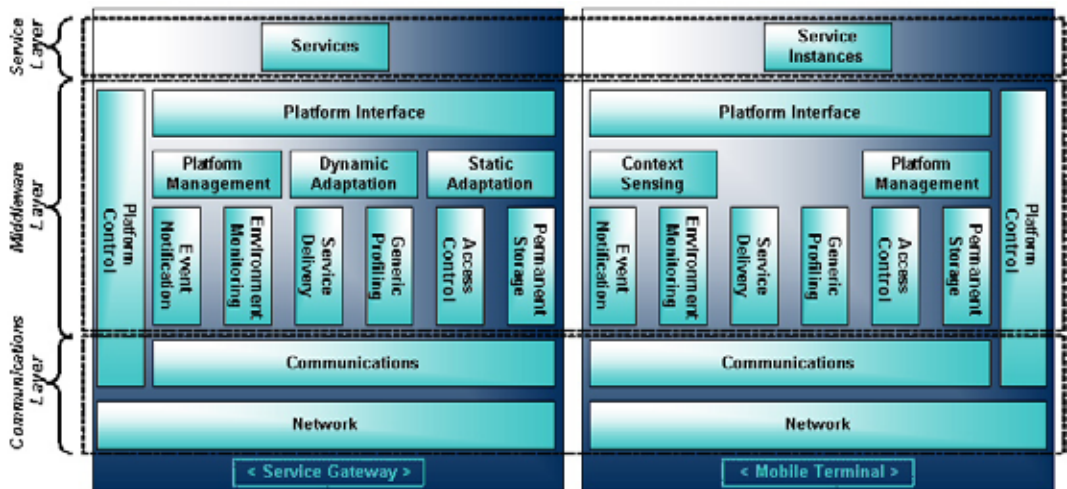 Service
Layer
Services
Service
Instances
Middleware
Layer
Platform
Control
Platform Interface
Platform
Management
Dynamic
Adaptation
Static
Adaptation
Event
Notification
Environment
Monitoring
Service
Delivery
Generic
Profiling
Access
Control
Permanent
Storage
Platform Interface
Context
Sensing
Platform
Management
Event
Notification
Environment
Monitoring
Service
Delivery
Generic
Profiling
Access
Control
Permanent
Storage
Platform
Control
Communications
Layer
Communications
Network
Communications
Network
< Service Gateway >
< Mobile Terminal >